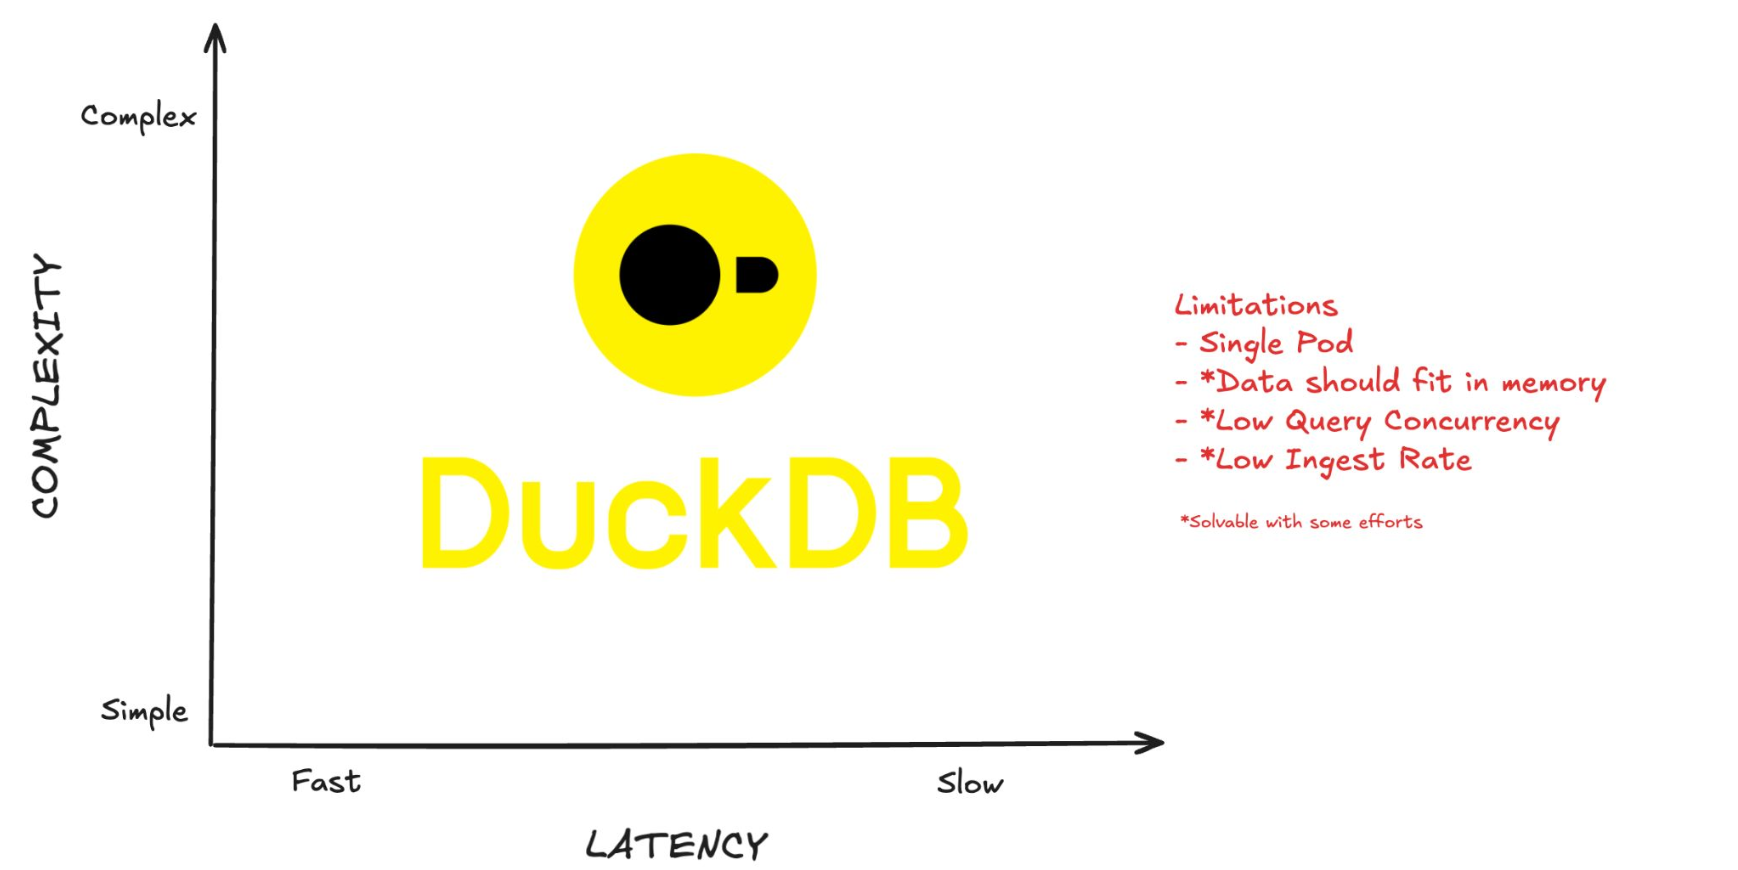 Complex
COMPLEXITY
Simple
DuckDB
Fast
Slow
LATENCY
Limitations
- Single Pod
- *Data should fit in memory
- *Low Query Concurrency
- *Low Ingest Rate
*Solvable with some efforts